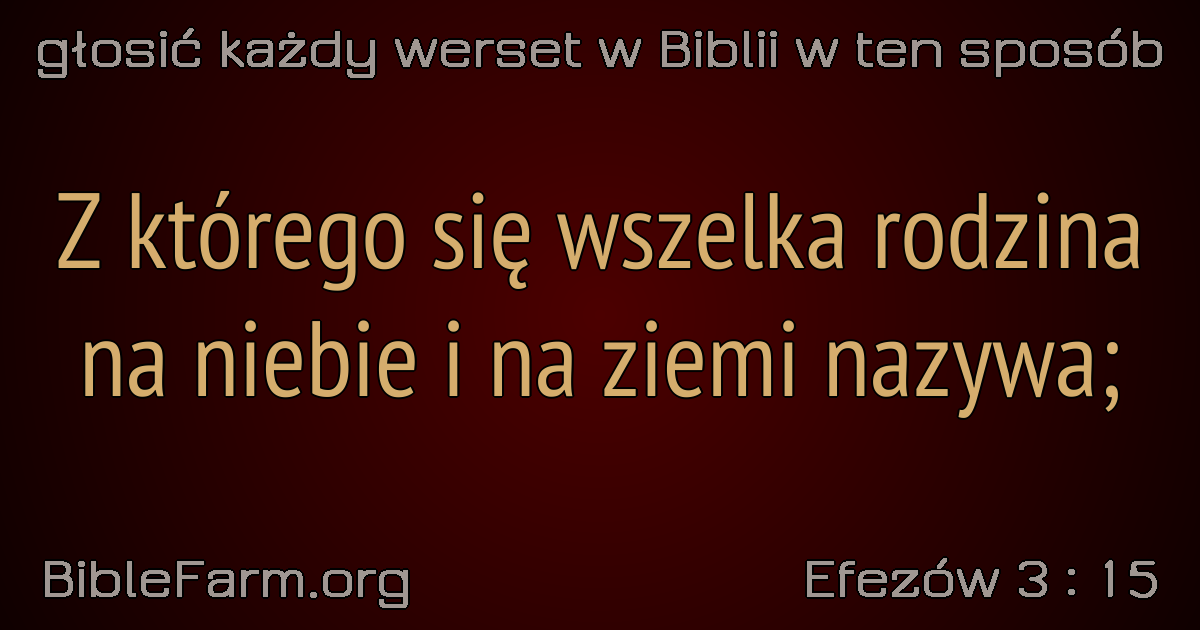 głosić każdy werset w Biblii w ten sposób
Z którego się wszelka rodzina
na niebie i na ziemi nazywa;
BibleFarm.org
Efezów 3 : 15